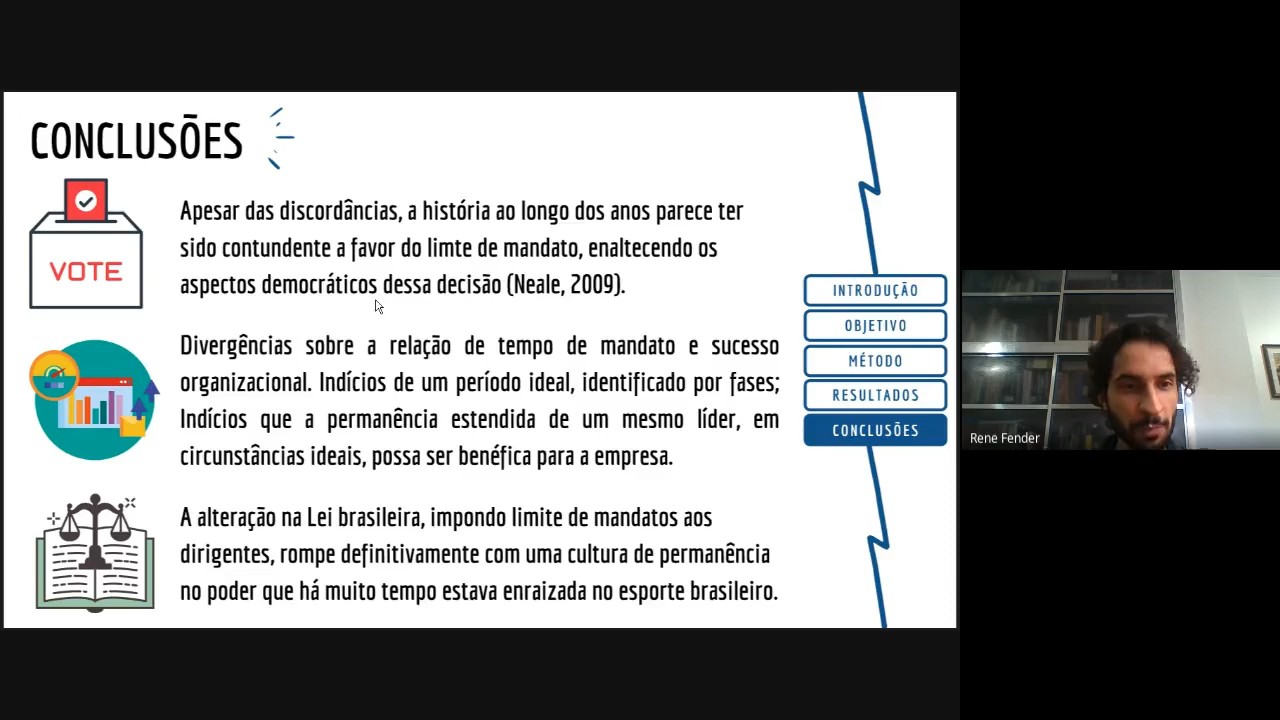 CONCLUSÕES
VOTE
Apesar das discordâncias, a história ao longo dos anos parece ter
sido contundente a favor do limte de mandato, enaltecendo os
aspectos democráticos dessa decisão (Neale, 2009).
Divergências sobre a relação de tempo de mandato e sucesso
organizacional. Indícios de um período ideal, identificado por fases;
Indícios que a permanência estendida de um mesmo líder, em
circunstâncias ideais, possa ser benéfica para a empresa.
A alteração na Lei brasileira, impondo limite de mandatos aos
dirigentes, rompe definitivamente com uma cultura de permanência
no poder que há muito tempo estava enraizada no esporte brasileiro.
INTRODUÇÃO
OBJETIVO
MÉTODO
RESULTADOS
CONCLUSÕES
Rene Fender